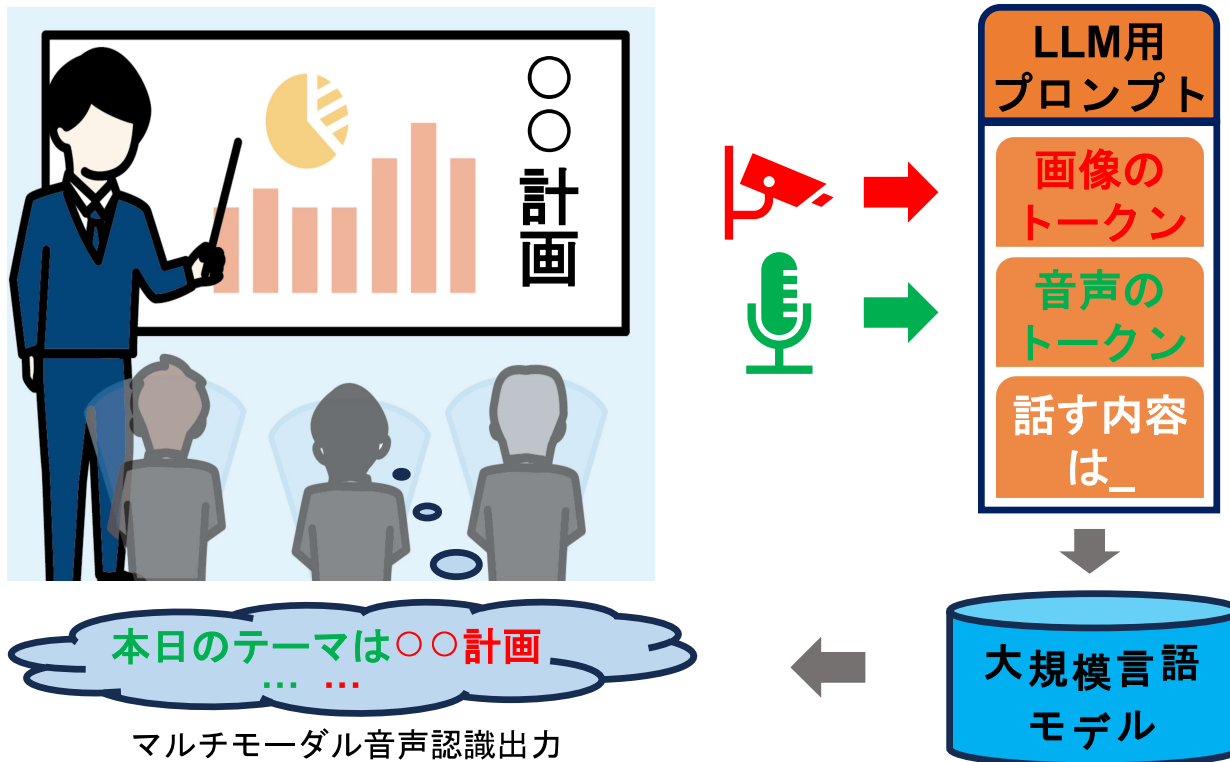 ○○計画
LLM用
プロンプト
画像の
トークン
音声の
トークン
話す内容
は_
大規模言語
モデル
本日のテーマは○○計画
... ...
マルチモーダル音声認識出力